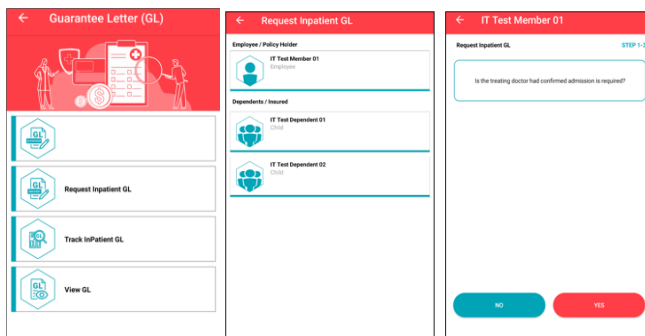 Guarantee Letter (GL)
GL
GL
Request Inpatient GL
GL
Track InPatient GL
GL
View GL
Request Inpatient GL
Employee / Policy Holder
IT Test Member 01
Employee
Dependents / Insured
IT Test Dependent 01
Child
IT Test Dependent 02
Child
IT Test Member 01
Request Inpatient GL
STEP 1-2
Is the treating doctor had confirmed admission is required?
NO
YES